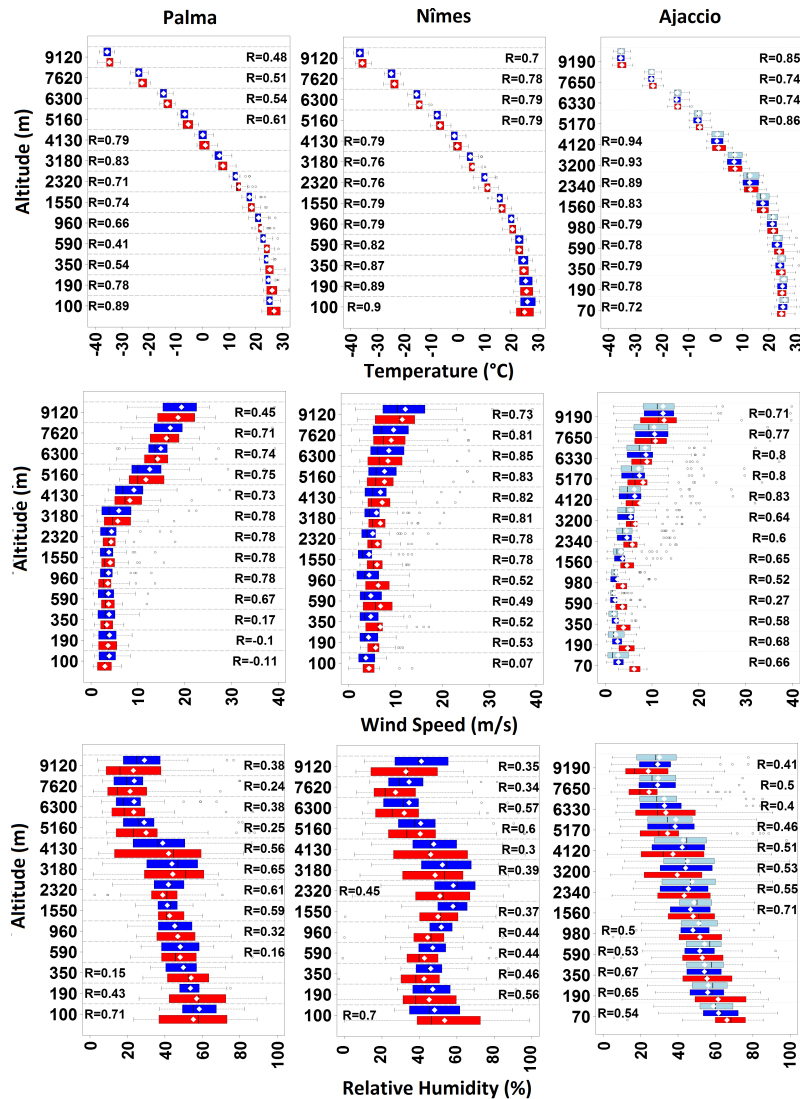 Palma
Nîmes
Ajaccio
Altitude (m)
9120
7620
6300
5160
4130
3180
2320
1550
960
590
350
190
100
R=0.48
R=0.51
R=0.54
R=0.61
R=0.79
R=0.83
R=0.71
R=0.74
R=0.66
R=0.41
R=0.54
R=0.78
R=0.89
-40 -30 -20 -10 0 10 20 30
9120
7620
6300
5160
4130
3180
2320
1550
960
590
350
190
100
R=0.7
R=0.78
R=0.79
R=0.79
R=0.79
R=0.76
R=0.76
R=0.79
R=0.79
R=0.82
R=0.87
R=0.89
R=0.9
-40 -30 -20 -10 0 10 20 30
9190
7650
6330
5170
4120
3200
2340
1560
980
590
350
190
70
R=0.85
R=0.74
R=0.74
R=0.86
R=0.94
R=0.93
R=0.89
R=0.83
R=0.79
R=0.78
R=0.79
R=0.78
R=0.72
-40 -30 -20 -10 0 10 20 30
Temperature (°C)
Altitude (m)
9120
7620
6300
5160
4130
3180
2320
1550
960
590
350
190
100
R=0.45
R=0.71
R=0.74
R=0.75
R=0.73
R=0.78
R=0.78
R=0.78
R=0.78
R=0.67
R=0.17
R=-0.1
R=-0.11
0 10 20 30 40
9120
7620
6300
5160
4130
3180
2320
1550
960
590
350
190
100
R=0.73
R=0.81
R=0.85
R=0.83
R=0.82
R=0.81
R=0.78
R=0.78
R=0.52
R=0.49
R=0.52
R=0.53
R=0.07
0 10 20 30 40
9190
7650
6330
5170
4120
3200
2340
1560
980
590
350
190
70
R=0.71
R=0.77
R=0.8
R=0.8
R=0.83
R=0.64
R=0.6
R=0.65
R=0.52
R=0.27
R=0.58
R=0.68
R=0.66
0 10 20 30 40
Wind Speed (m/s)
Altitude (m)
9120
7620
6300
5160
4130
3180
2320
1550
960
590
350
190
100
R=0.38
R=0.24
R=0.38
R=0.25
R=0.56
R=0.65
R=0.61
R=0.59
R=0.32
R=0.16
R=0.15
R=0.43
R=0.71
0 20 40 60 80 100
9120
7620
6300
5160
4130
3180
2320
1550
960
590
350
190
100
R=0.35
R=0.34
R=0.57
R=0.6
R=0.3
R=0.39
R=0.45
R=0.37
R=0.44
R=0.44
R=0.46
R=0.56
R=0.7
0 20 40 60 80 100
9190
7650
6330
5170
4120
3200
2340
1560
980
590
350
190
70
R=0.41
R=0.5
R=0.4
R=0.46
R=0.51
R=0.53
R=0.55
R=0.71
R=0.5
R=0.53
R=0.67
R=0.65
R=0.54
0 20 40 60 80 100
Relative Humidity (%)